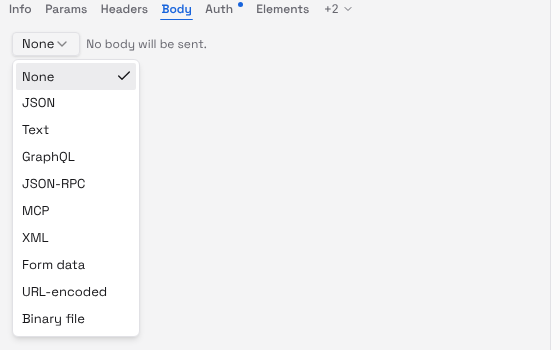 Info Params Headers Body Auth Elements +2
None No body will be sent.
None
JSON
Text
GraphQL
JSON-RPC
MCP
XML
Form data
URL-encoded
Binary file